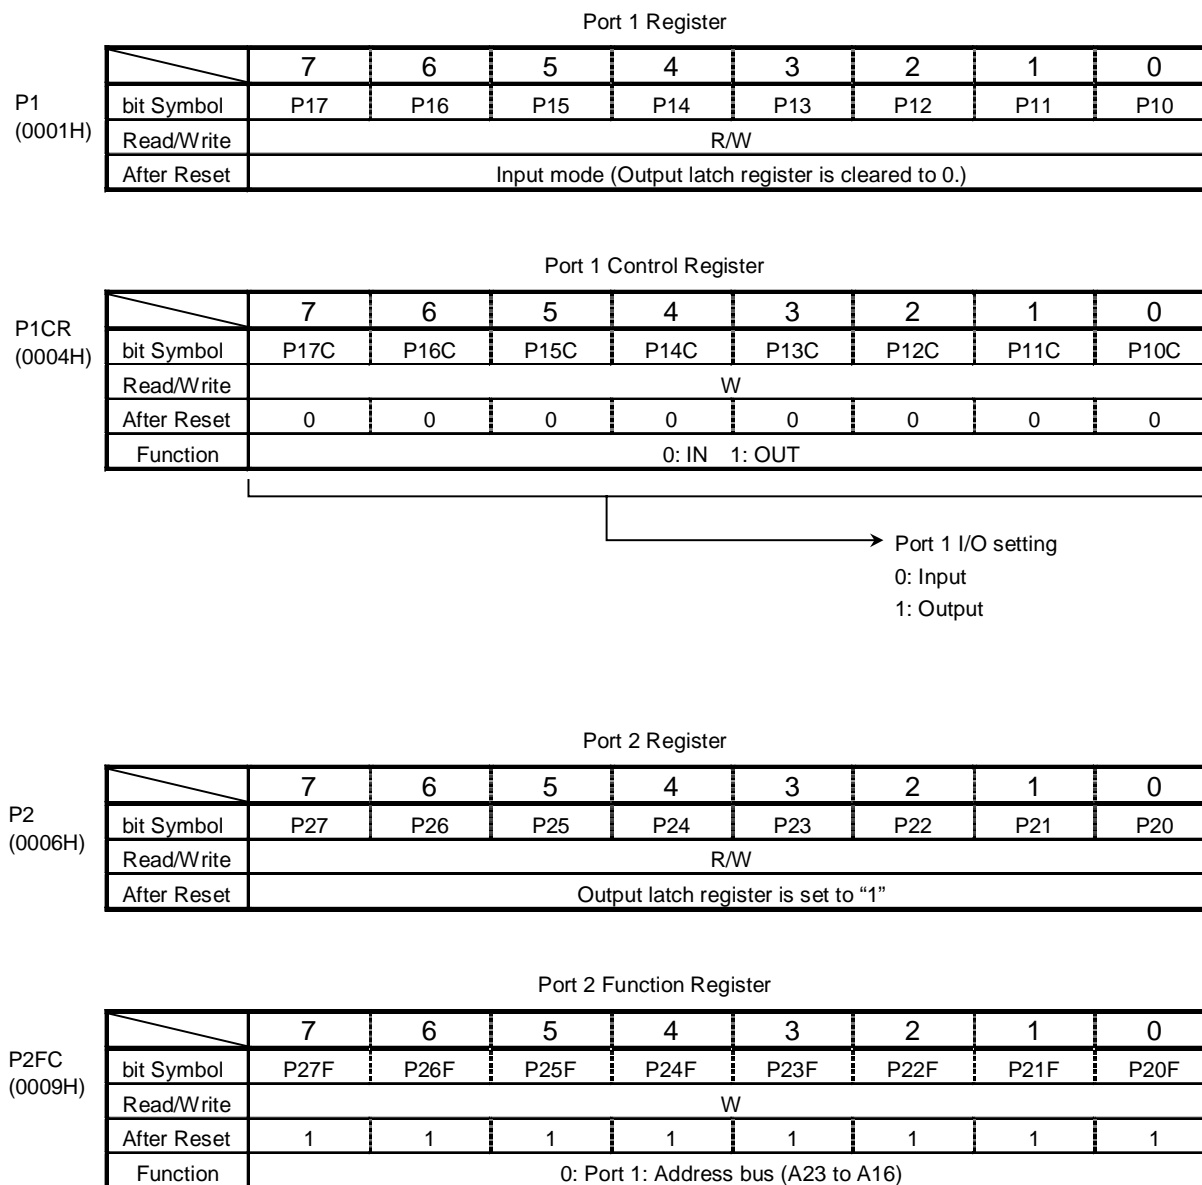 Port 1 Register
7 6 5 4 3 2 1 0
P1
(0001H)
bit Symbol P17 P16 P15 P14 P13 P12 P11 P10
Read/Write R/W
After Reset Input mode (Output latch register is cleared to 0.)
Port 1 Control Register
P1CR
(0004H)
7 6 5 4 3 2 1 0
bit Symbol P17C P16C P15C P14C P13C P12C P11C P10C
Read/Write W
After Reset 0 0 0 0 0 0 0 0
Function 0: IN 1: OUT
Port 1 I/O setting
0: Input
1: Output
Port 2 Register
P2
(0006H)
7 6 5 4 3 2 1 0
bit Symbol P27 P26 P25 P24 P23 P22 P21 P20
Read/Write R/W
After Reset Output latch register is set to “1”
Port 2 Function Register
P2FC
(0009H)
7 6 5 4 3 2 1 0
bit Symbol P27F P26F P25F P24F P23F P22F P21F P20F
Read/Write W
After Reset 1 1 1 1 1 1 1 1
Function 0: Port 1: Address bus (A23 to A16)